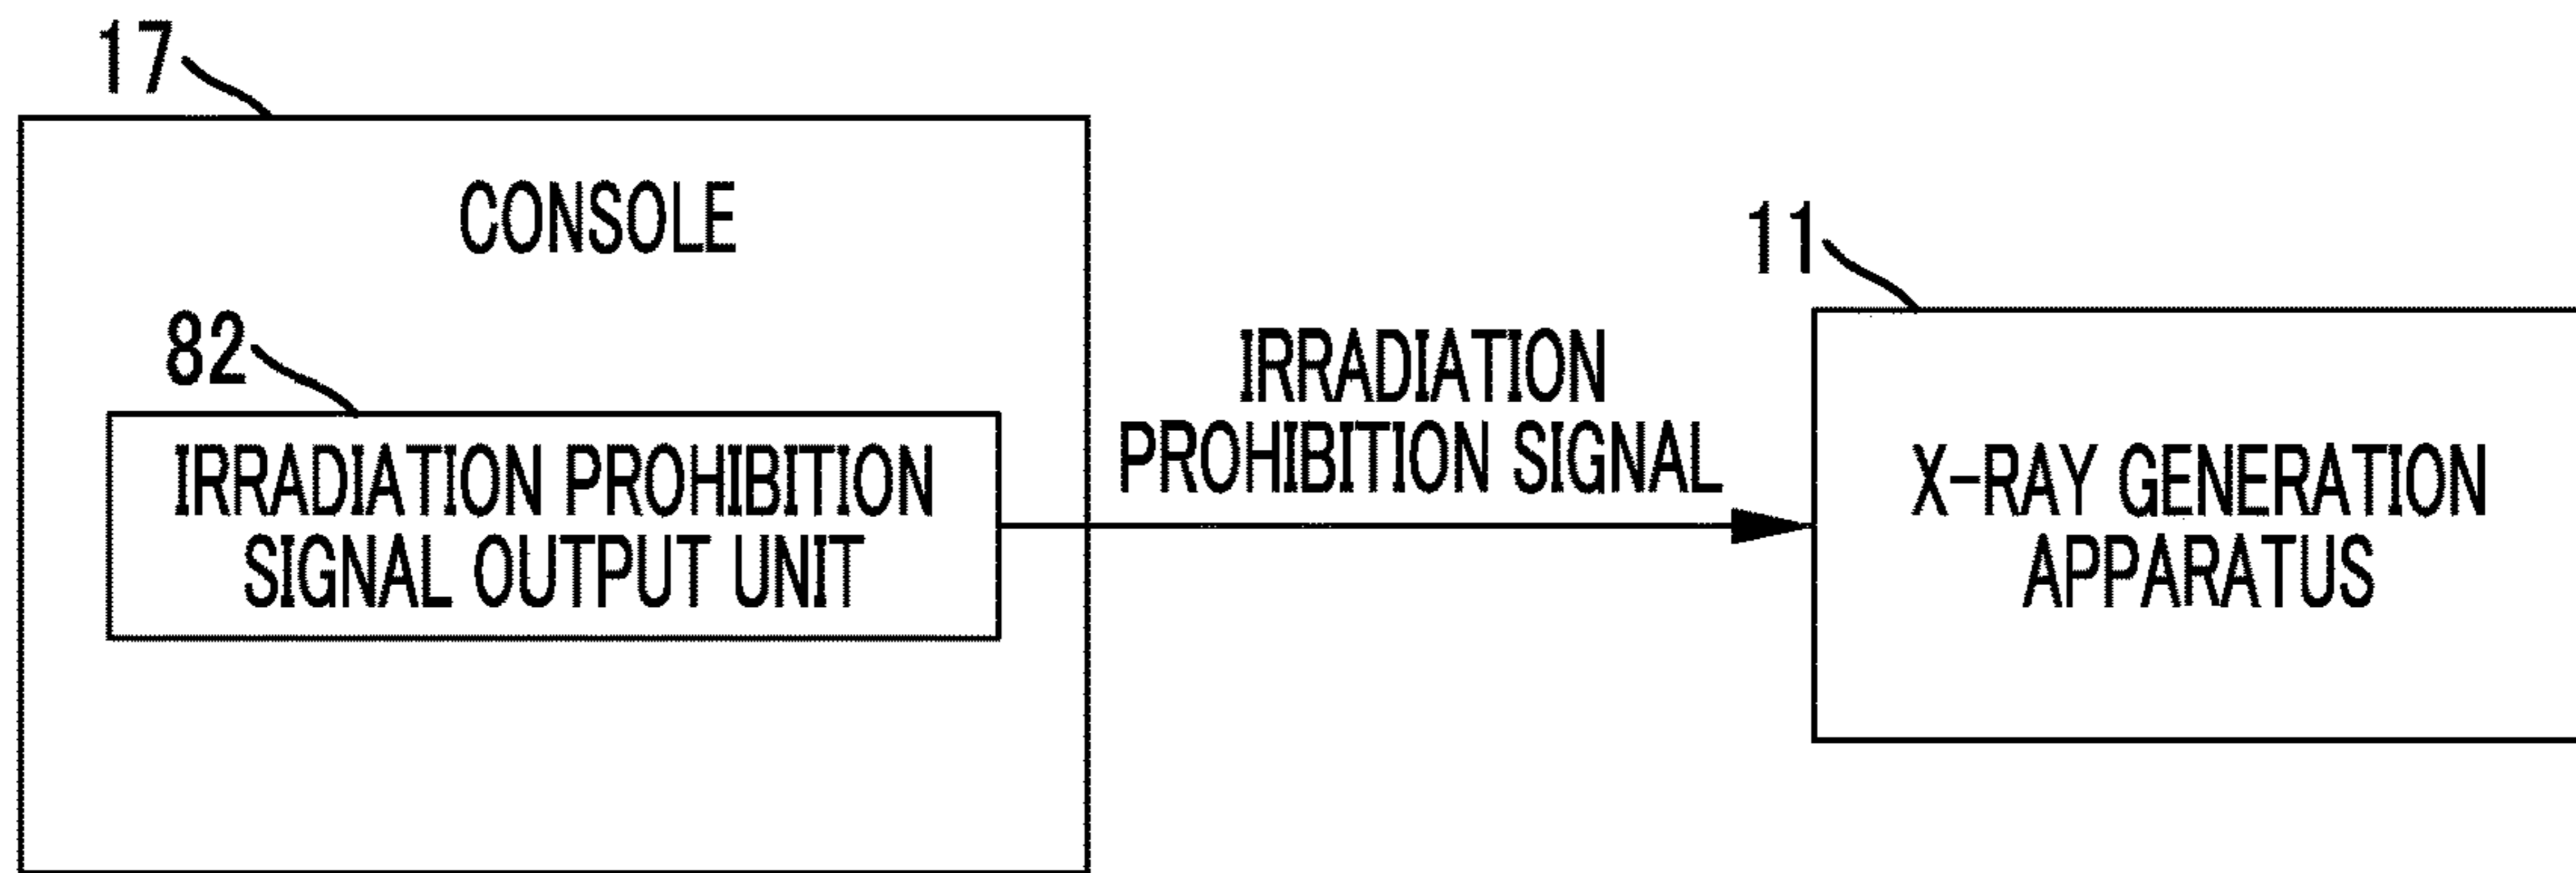 17
CONSOLE
82
IRRADIATION PROHIBITION
SIGNAL OUTPUT UNIT
IRRADIATION
PROHIBITION SIGNAL
11
X-RAY GENERATION
APPARATUS